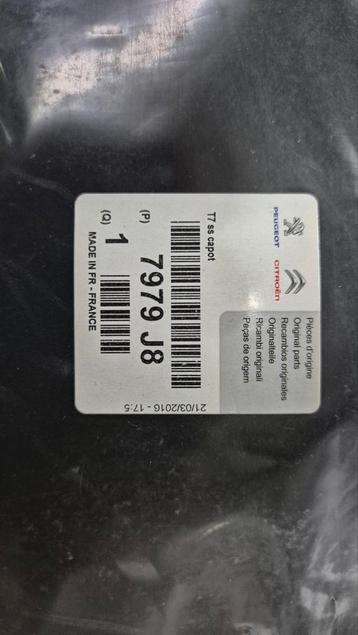 PEUGEOT CITROËN
Pièces d'origine
Original parts
Recambios originales
Originalteile
Ricambi originali
Peças de origem
T7 ss capot
(P) 7979 J8
(Q) 1
MADE IN FR - FRANCE
21/03/2016 - 17:5